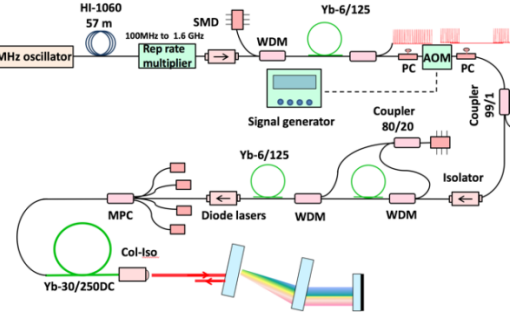 HI-1060
57 m
SMD
Yb-6/125
100MHz to 1.6 GHz
WDM
MHz oscillator
Rep rate
multiplier
PC
AOM
PC
Signal generator
Coupler
99/1
Coupler
80/20
Yb-6/125
Isolator
MPC
Diode lasers
WDM
WDM
Col-Iso
Yb-30/250DC